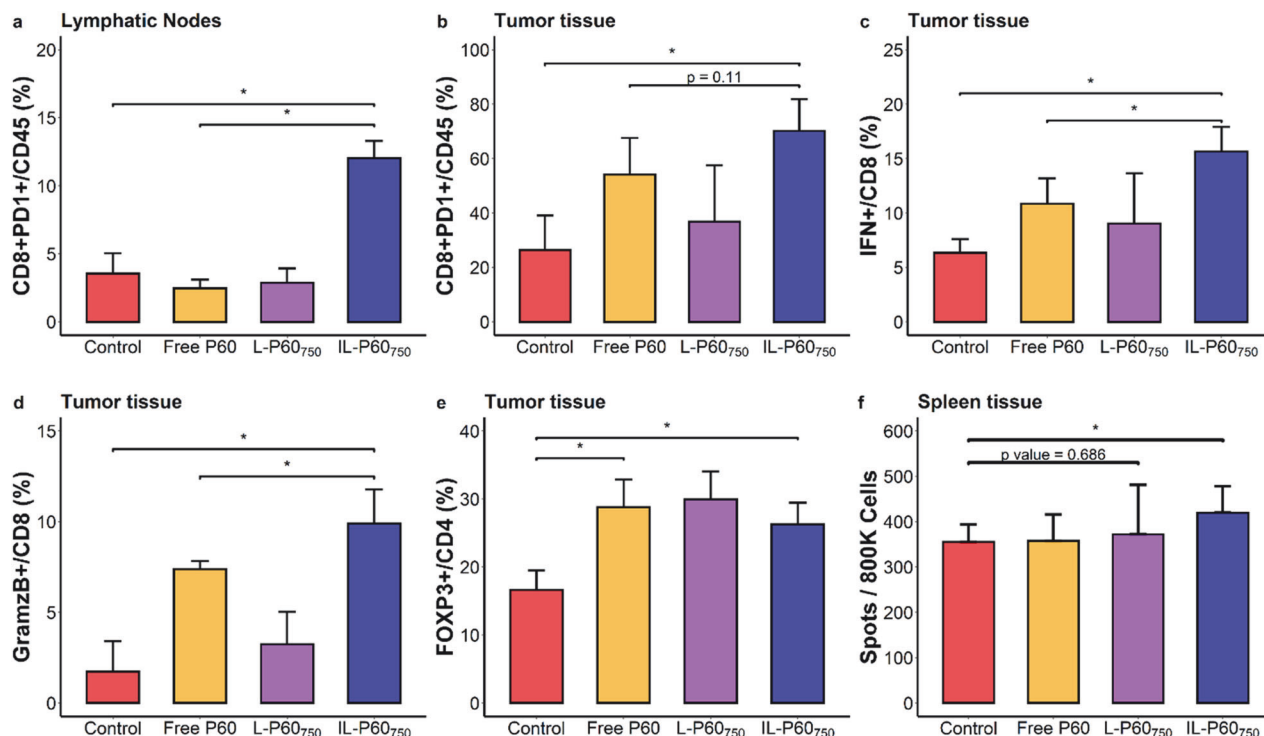 a Lymphatic Nodes
CD8+PD1+/CD45 (%)
20
15
10
5
0
*
*
Control Free P60 L-P60₇₅₀ IL-P60₇₅₀
b Tumor tissue
CD8+PD1+/CD45 (%)
100
80
60
40
20
0
*
p = 0.11
Control Free P60 L-P60₇₅₀ IL-P60₇₅₀
c Tumor tissue
IFN+/CD8 (%)
25
20
15
10
5
0
*
*
Control Free P60 L-P60₇₅₀ IL-P60₇₅₀
d Tumor tissue
GramzB+/CD8 (%)
15
10
5
0
*
*
Control Free P60 L-P60₇₅₀ IL-P60₇₅₀
e Tumor tissue
FOXP3+/CD4 (%)
40
30
20
10
0
*
*
Control Free P60 L-P60₇₅₀ IL-P60₇₅₀
f Spleen tissue
Spots / 800K Cells
600
500
400
300
200
100
0
*
p value = 0.686
Control Free P60 L-P60₇₅₀ IL-P60₇₅₀